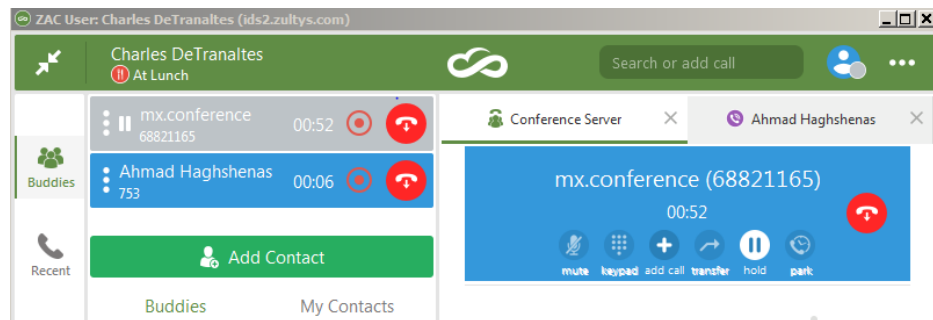 ZAC User: Charles DeTranaltes (ids2.zultys.com)
Charles DeTranaltes
At Lunch
Search or add call
Buddies
Recent
mx.conference
68821165
00:52
Ahmad Haghshenas
753
00:06
Add Contact
Buddies My Contacts
Conference Server Ahmad Haghshenas
mx.conference (68821165)
00:52
mute keypad add call transfer hold park